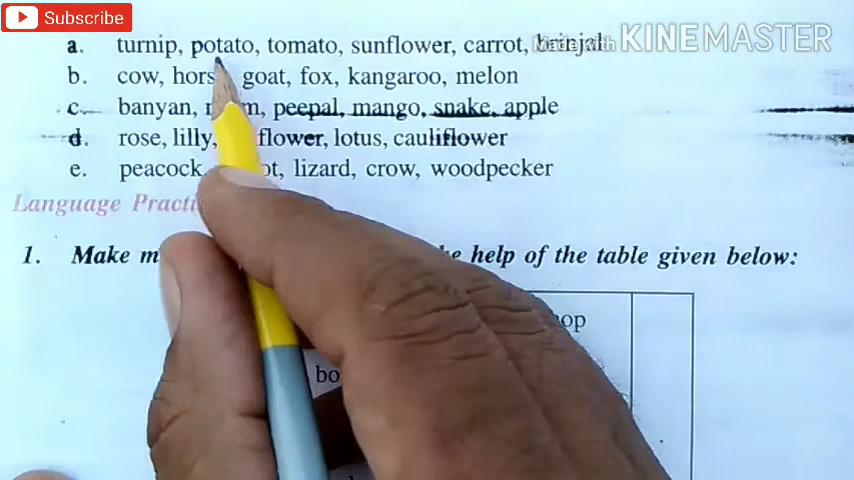 Subscribe
Made with KINEMASTER
a. turnip, potato, tomato, sunflower, carrot, brinjal
b. cow, hors goat, fox, kangaroo, melon
c. banyan, peepal, mango, snake, apple
d. rose, lilly, flower, lotus, cauliflower
e. peacock lizard, crow, woodpecker
Language Practi
1. Make m help of the table given below: